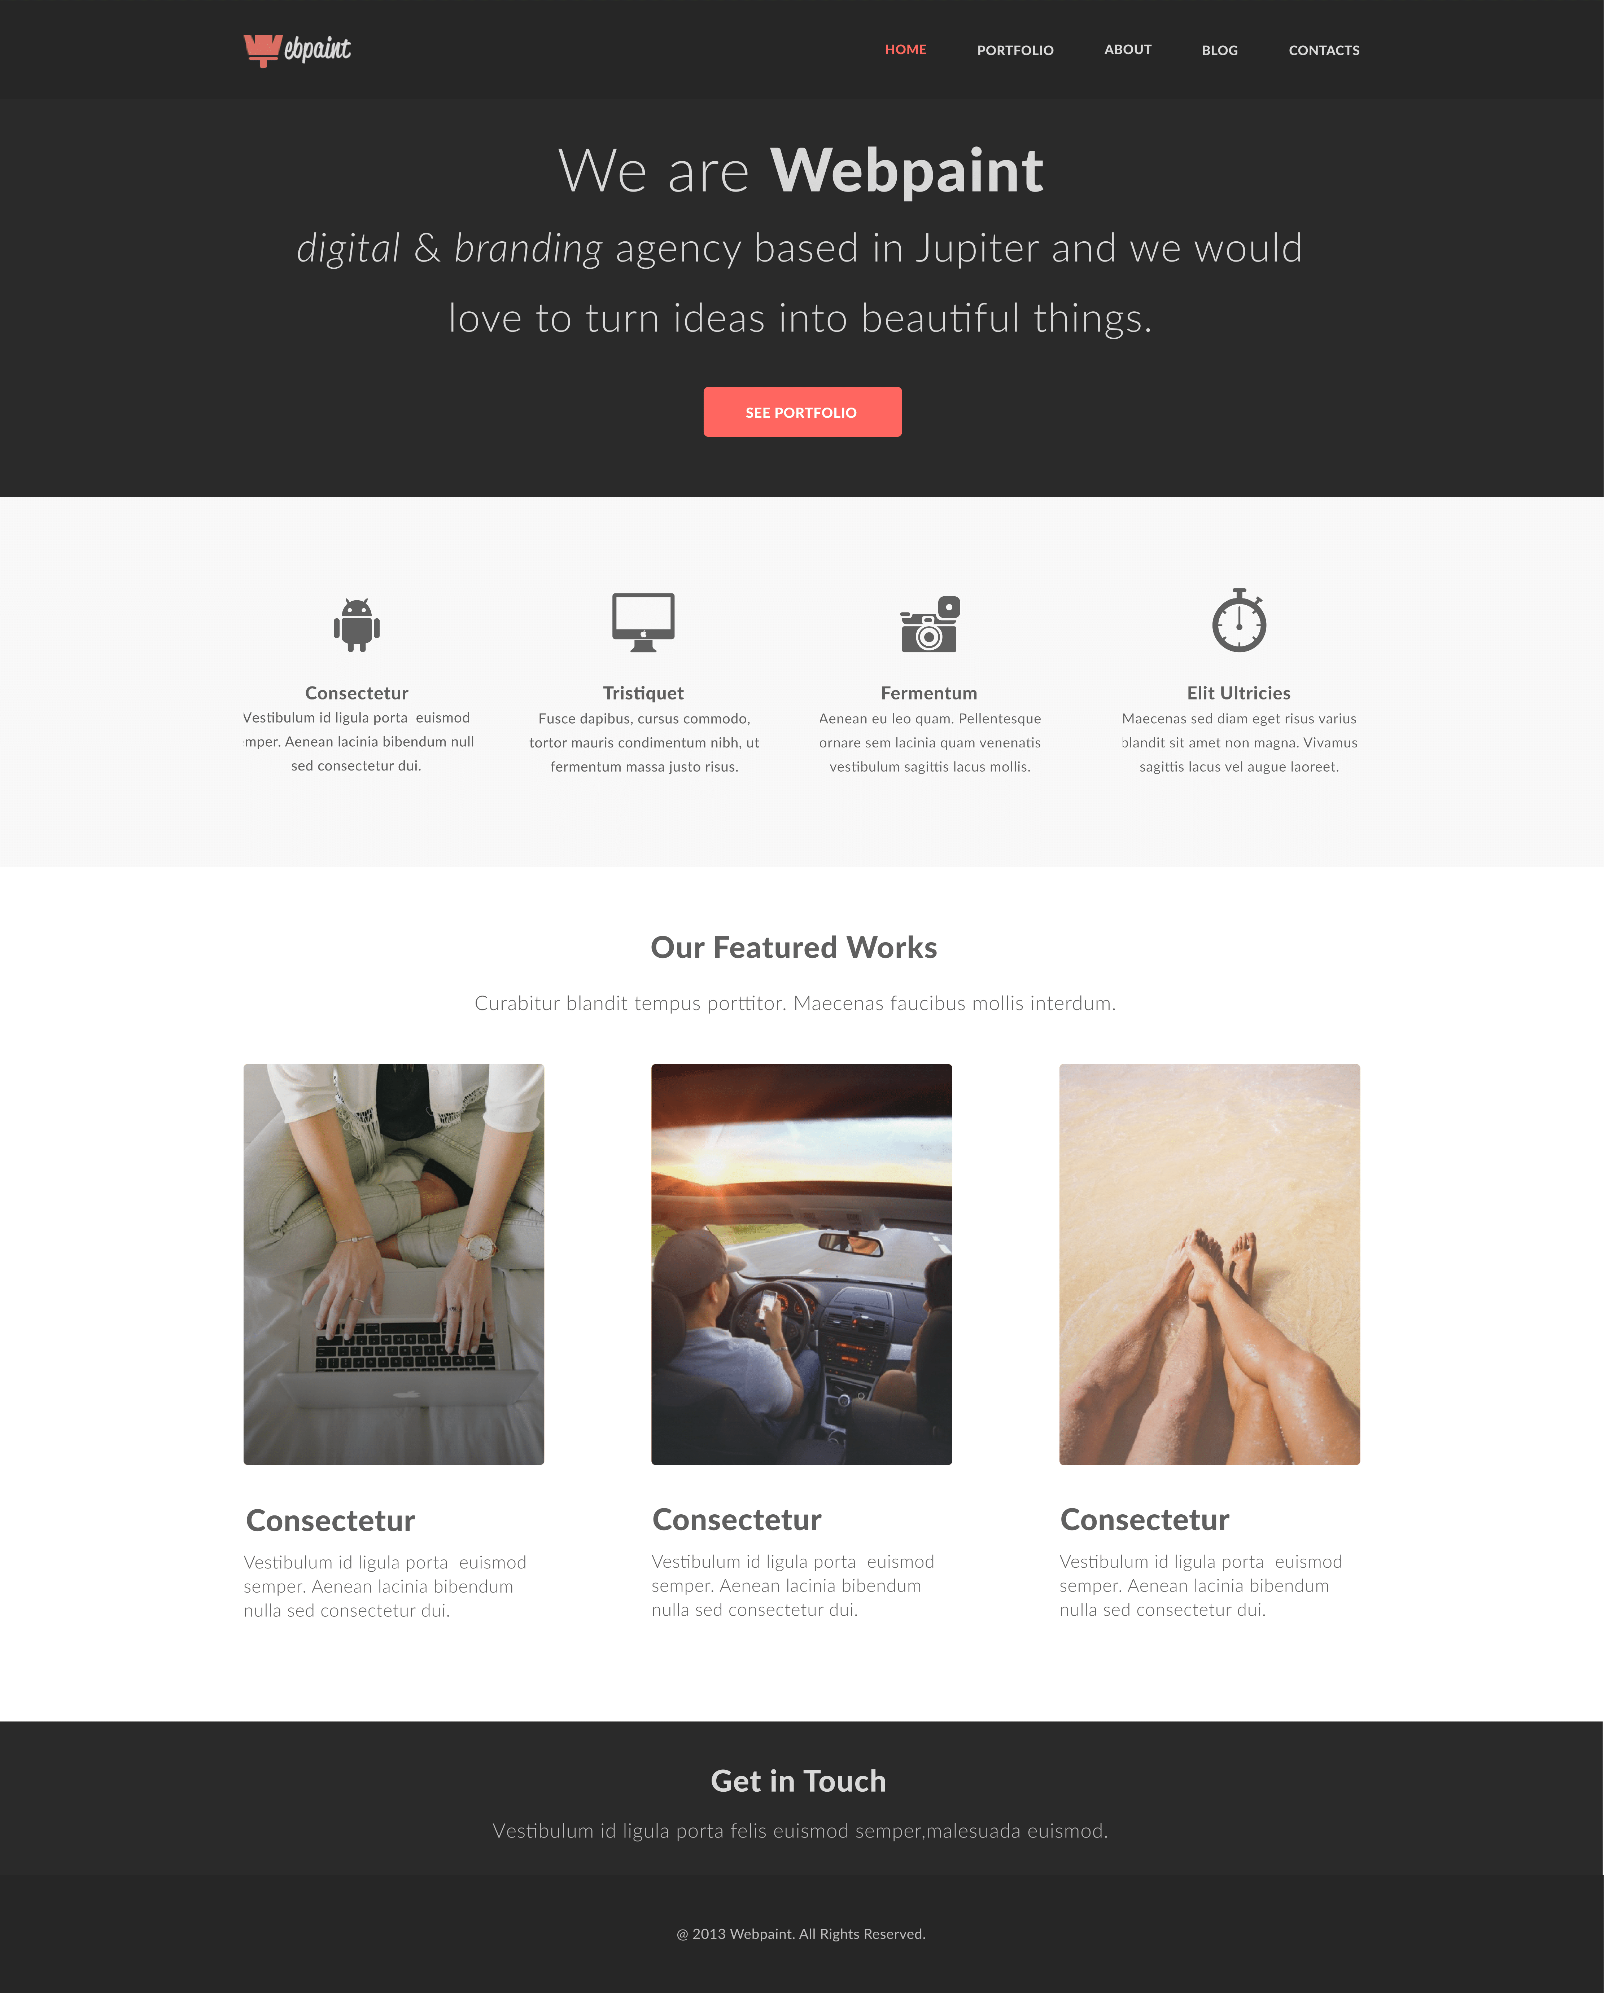 Webpaint
HOME PORTFOLIO ABOUT BLOG CONTACTS
We are Webpaint
digital & branding agency based in Jupiter and we would
love to turn ideas into beautiful things.
SEE PORTFOLIO
Consectetur
Vestibulum id ligula porta euismod
mper. Aenean lacinia bibendum null
sed consectetur dui.
Tristiquet
Fusce dapibus, cursus commodo,
tortor mauris condimentum nibh, ut
fermentum massa justo risus.
Fermentum
Aenean eu leo quam. Pellentesque
ornare sem lacinia quam venenatis
vestibulum sagittis lacus mollis.
Elit Ultricies
Maecenas sed diam eget risus varius
blandit sit amet non magna. Vivamus
sagittis lacus vel augue laoreet.
Our Featured Works
Curabitur blandit tempus porttitor. Maecenas faucibus mollis interdum.
Consectetur
Vestibulum id ligula porta euismod
semper. Aenean lacinia bibendum
nulla sed consectetur dui.
Consectetur
Vestibulum id ligula porta euismod
semper. Aenean lacinia bibendum
nulla sed consectetur dui.
Consectetur
Vestibulum id ligula porta euismod
semper. Aenean lacinia bibendum
nulla sed consectetur dui.
Get in Touch
Vestibulum id ligula porta felis euismod semper,malesuada euismod.
@ 2013 Webpaint. All Rights Reserved.